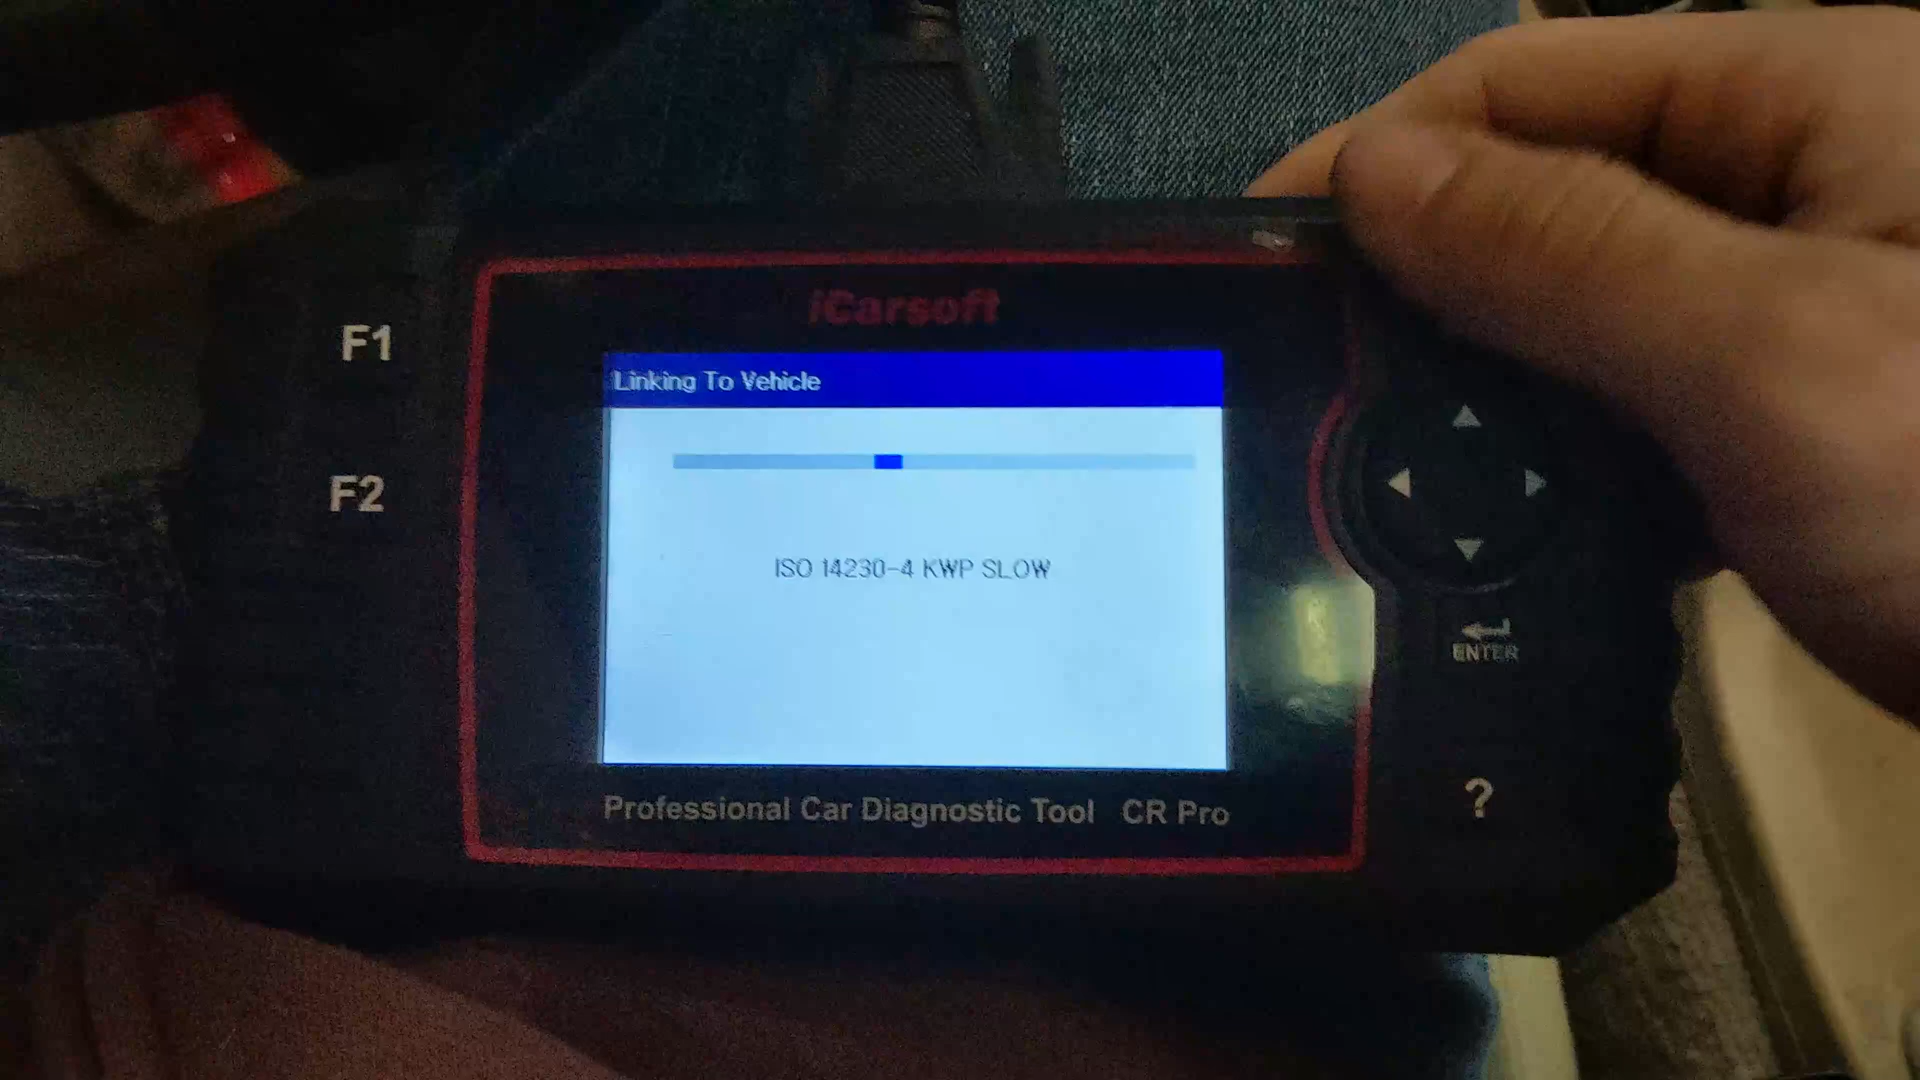 iCarsoft
F1
Linking To Vehicle
F2
ISO 14230-4 KWP SLOW
ENTER
Professional Car Diagnostic Tool CR Pro
?